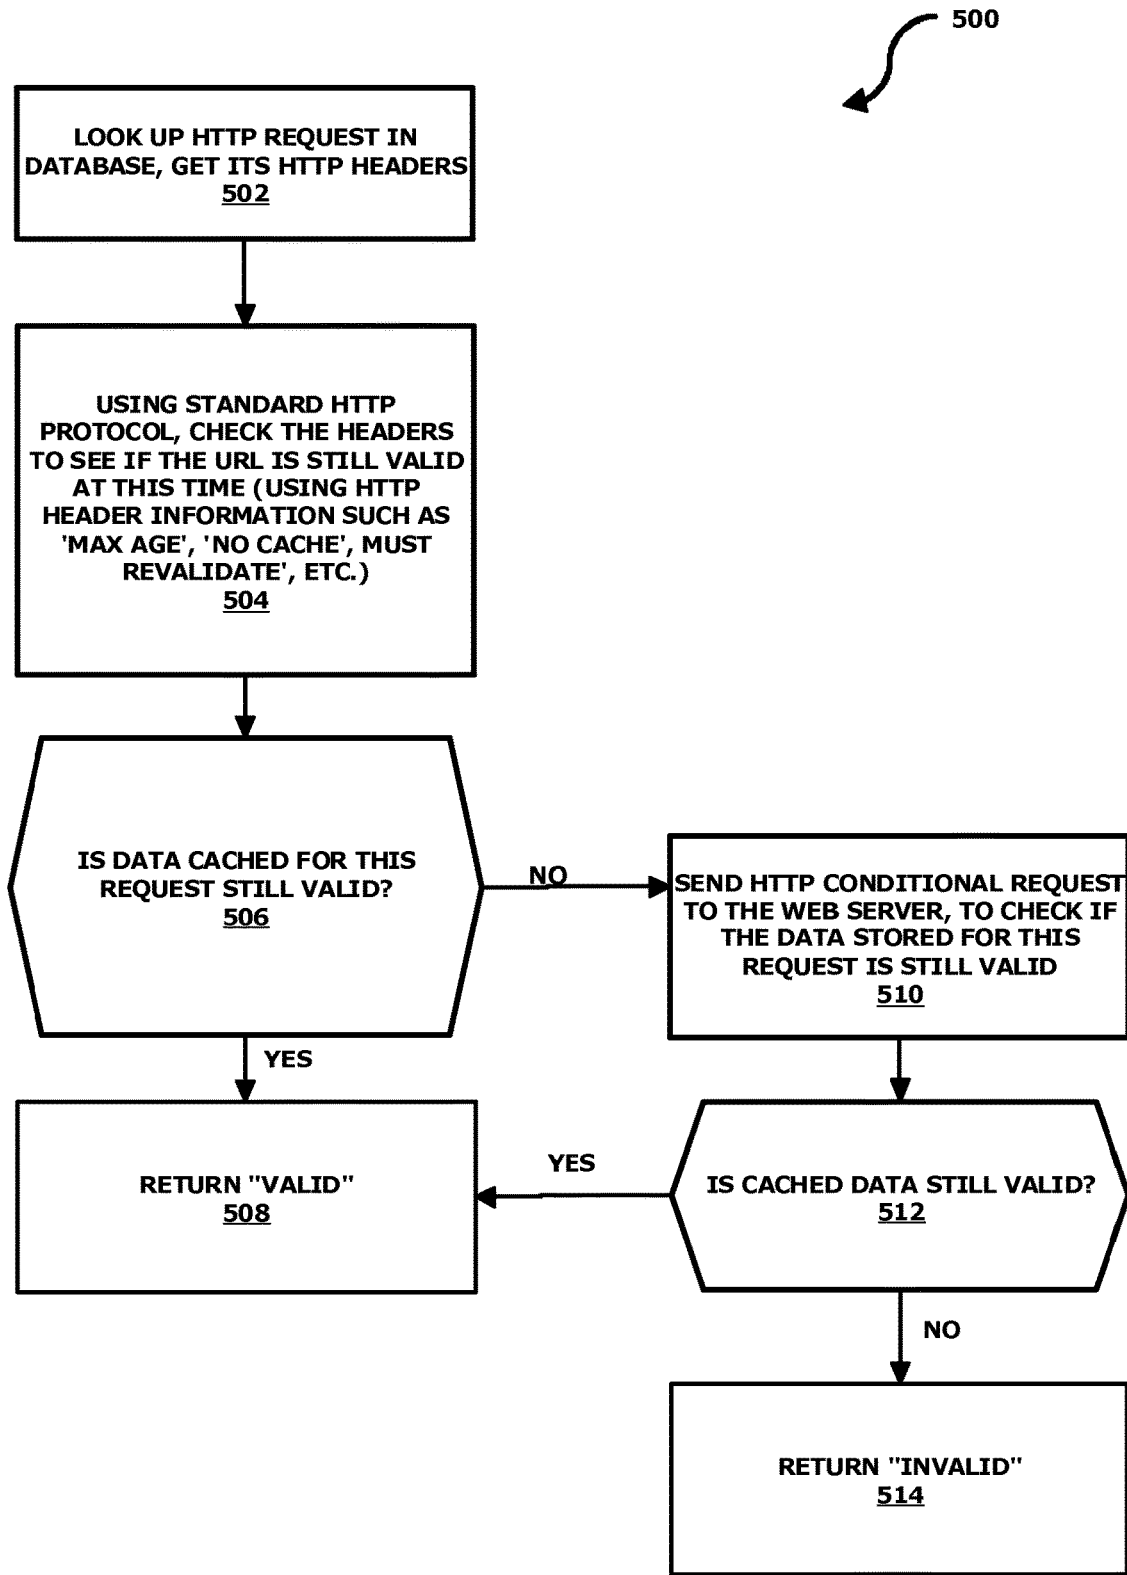 500
LOOK UP HTTP REQUEST IN
DATABASE, GET ITS HTTP HEADERS
502
USING STANDARD HTTP
PROTOCOL, CHECK THE HEADERS
TO SEE IF THE URL IS STILL VALID
AT THIS TIME (USING HTTP
HEADER INFORMATION SUCH AS
'MAX AGE', 'NO CACHE', MUST
REVALIDATE', ETC.)
504
IS DATA CACHED FOR THIS
REQUEST STILL VALID?
506
NO
SEND HTTP CONDITIONAL REQUEST
TO THE WEB SERVER, TO CHECK IF
THE DATA STORED FOR THIS
REQUEST IS STILL VALID
510
YES
RETURN "VALID"
508
YES
IS CACHED DATA STILL VALID?
512
NO
RETURN "INVALID"
514